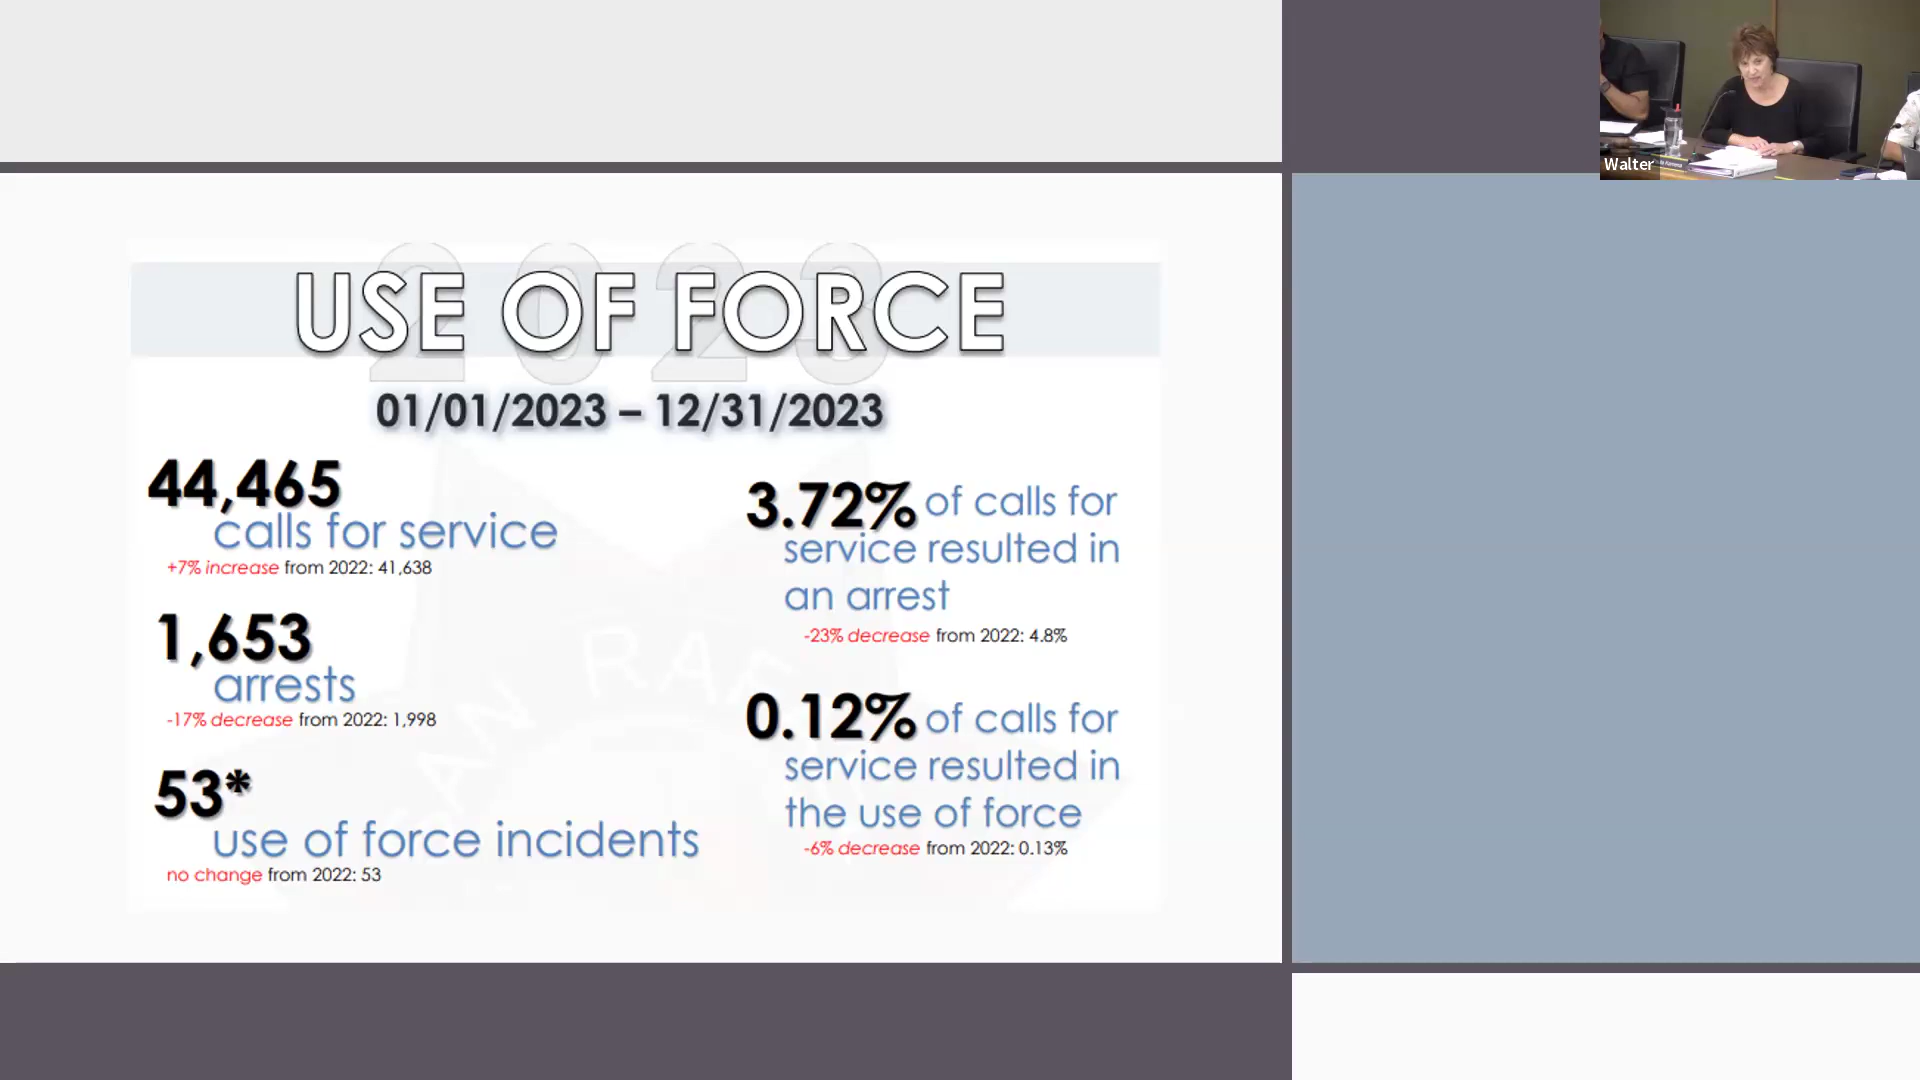 2023
USE OF FORCE
01/01/2023 – 12/31/2023
44,465
calls for service
+7% increase from 2022: 41,638
1,653
arrests
-17% decrease from 2022: 1,998
53*
use of force incidents
no change from 2022: 53
3.72% of calls for
service resulted in
an arrest
-23% decrease from 2022: 4.8%
0.12% of calls for
service resulted in
the use of force
-6% decrease from 2022: 0.13%
SAN RAF
Walter